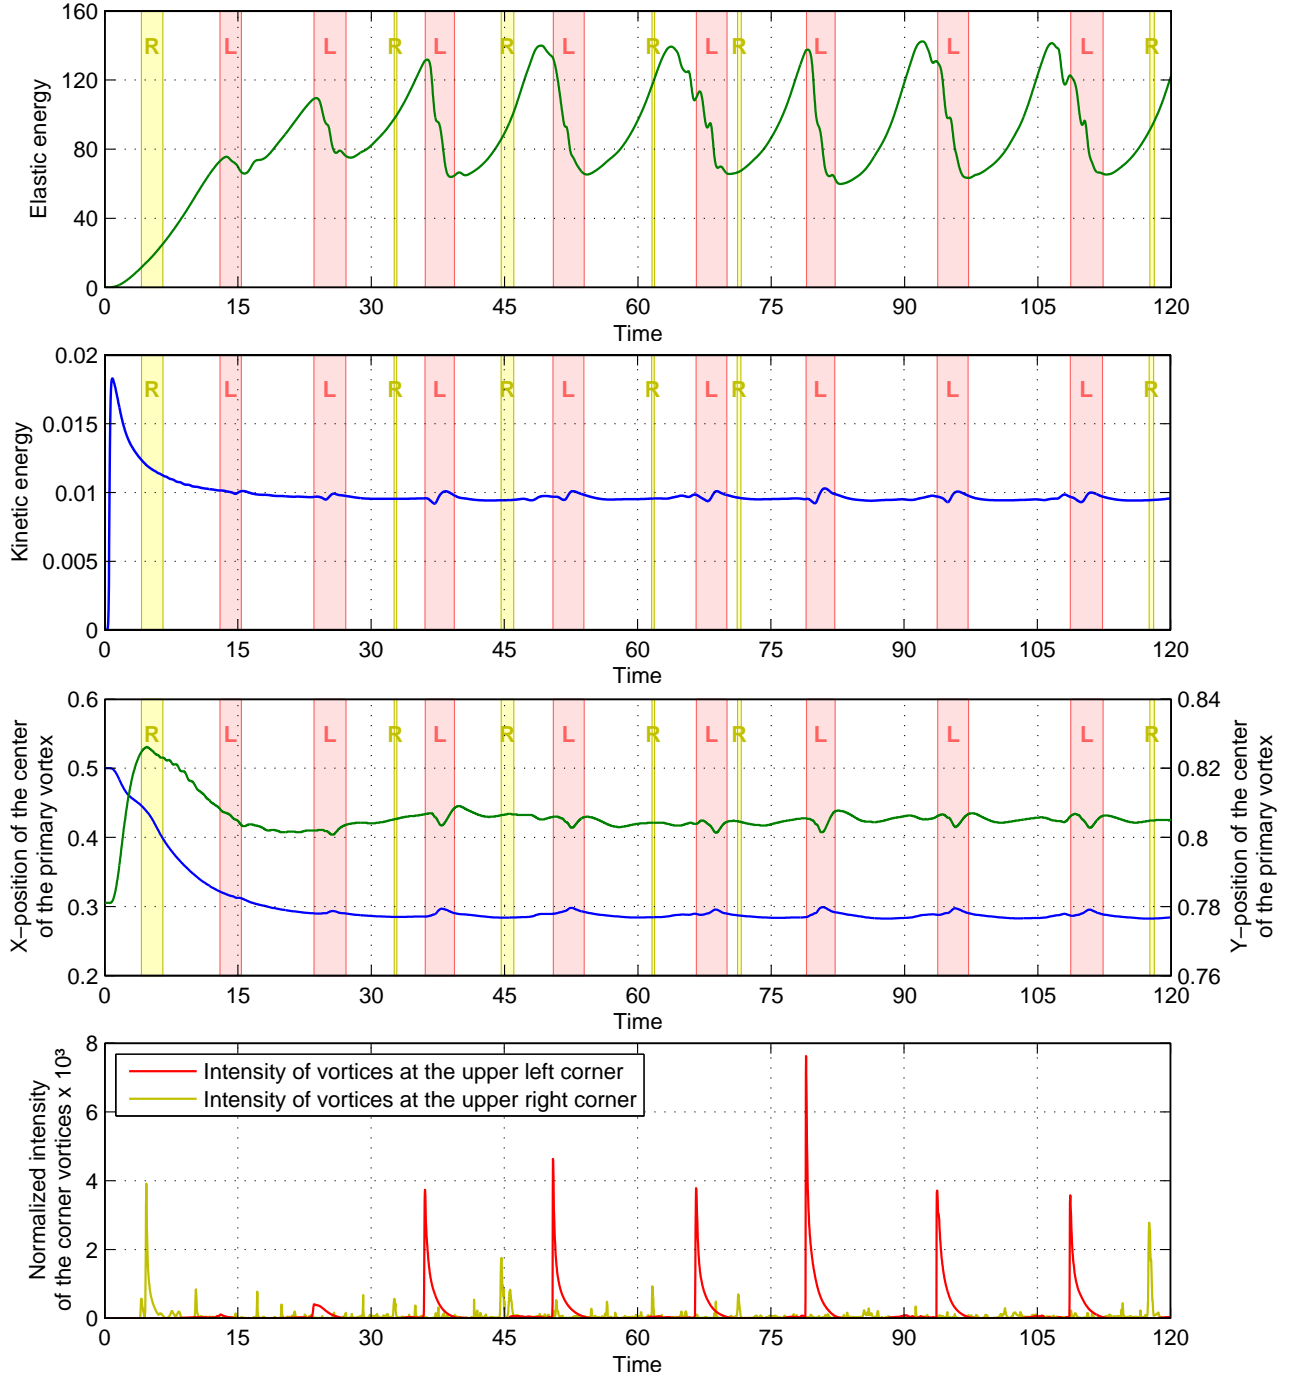 160
120
80
40
0
Elastic energy
R L L R L R L R L R L L L R
0 15 30 45 60 75 90 105 120
Time
0.02
0.015
0.01
0.005
0
Kinetic energy
R L L R L R L R L R L L L R
0 15 30 45 60 75 90 105 120
Time
0.6
0.5
0.4
0.3
0.2
X−position of the center
of the primary vortex
R L L R L R L R L R L L L R
0.84
0.82
0.8
0.78
0.76
Y−position of the center
of the primary vortex
0 15 30 45 60 75 90 105 120
Time
8
6
4
2
0
Normalized intensity
of the corner vortices x 10³
Intensity of vortices at the upper left corner
Intensity of vortices at the upper right corner
0 15 30 45 60 75 90 105 120
Time